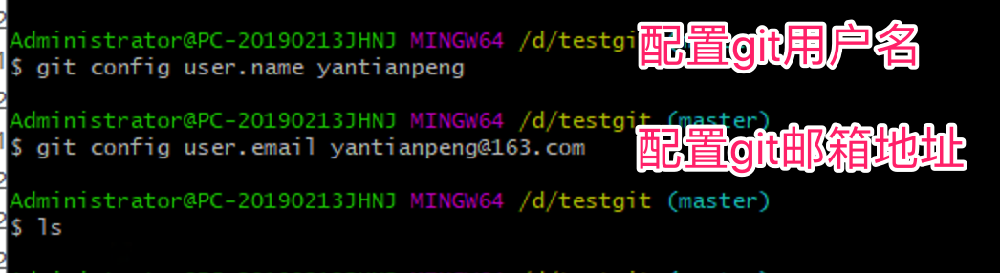 Administrator@PC-20190213JHNJ MINGW64 /d/testgit
配置git用户名
$ git config user.name yantianpeng
Administrator@PC-20190213JHNJ MINGW64 /d/testgit (master)
$ git config user.email yantianpeng@163.com
配置git邮箱地址
Administrator@PC-20190213JHNJ MINGW64 /d/testgit (master)
$ ls